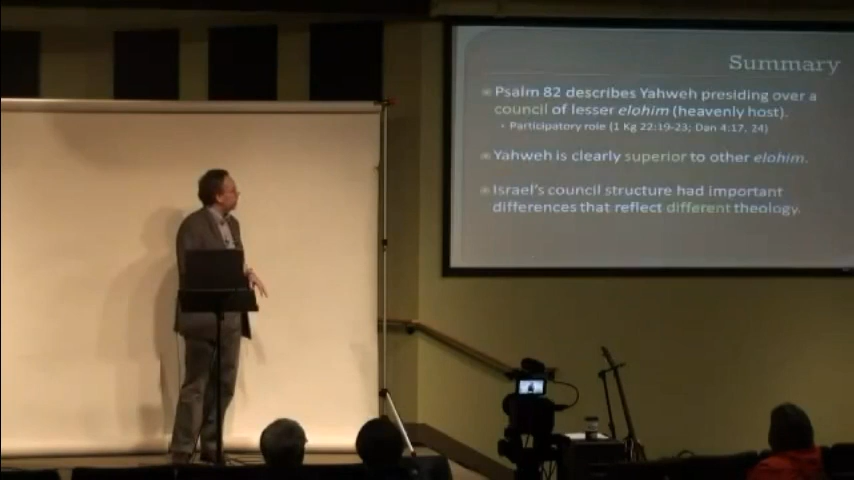 Summary
Psalm 82 describes Yahweh presiding over a
council of lesser elohim (heavenly host).
Participatory role (1 Kg 22:19-23; Dan 4:17, 24)
Yahweh is clearly superior to other elohim.
Israel's council structure had important
differences that reflect different theology.